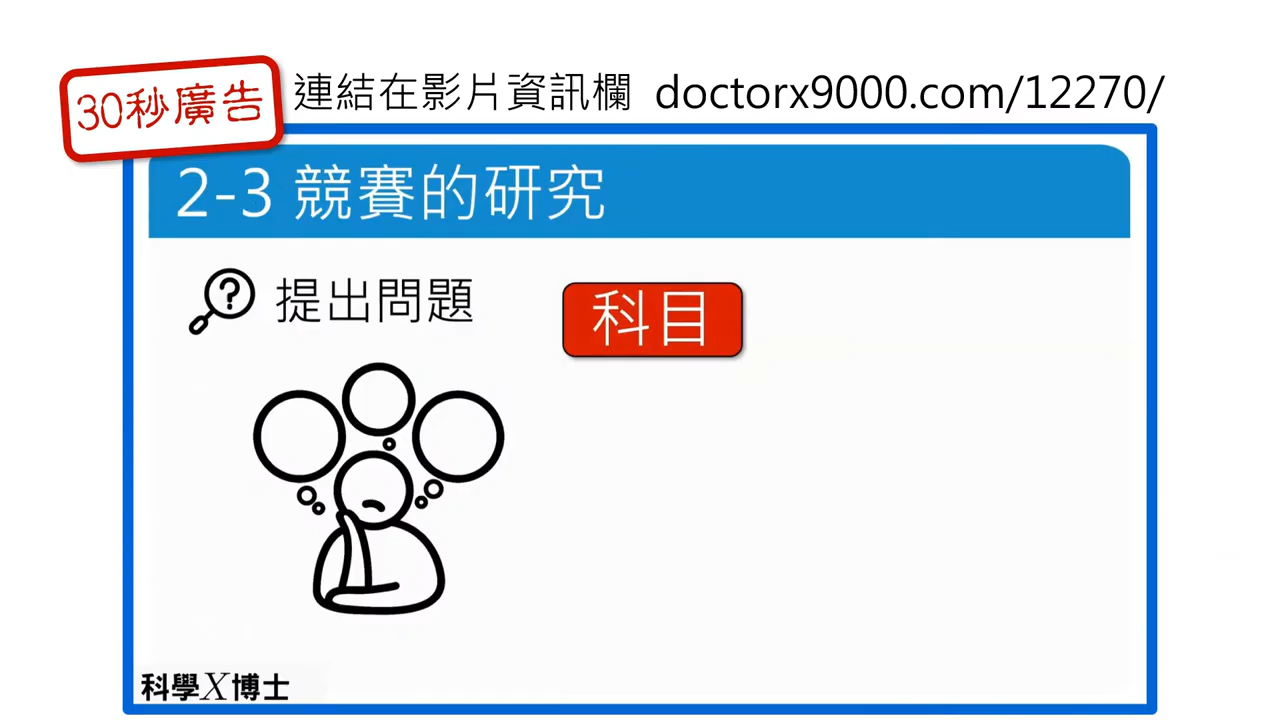 30秒廣告
連結在影片資訊欄 doctorx9000.com/12270/
2-3 競賽的研究
提出問題
科目
科學X博士